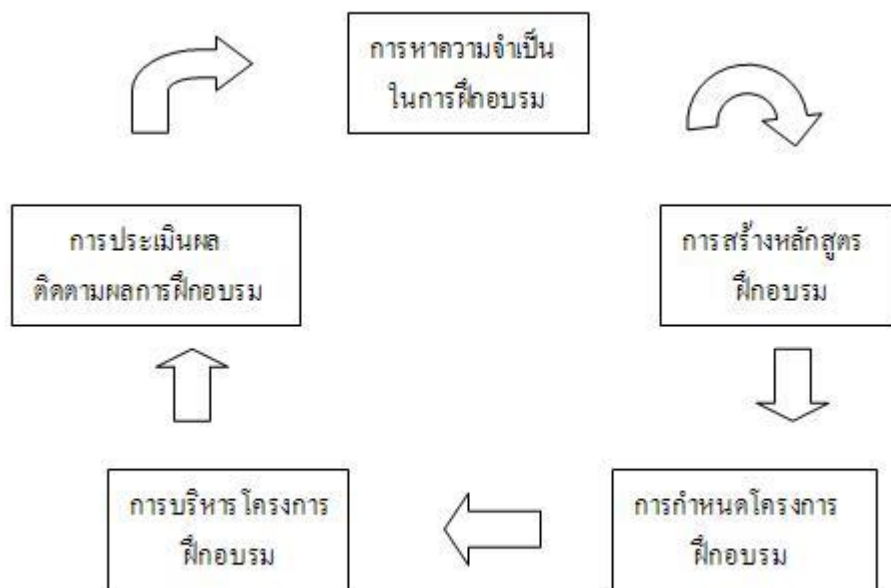 การหาความจำเป็น
ในการฝึกอบรม
การสร้างหลักสูตร
ฝึกอบรม
การกำหนดโครงการ
ฝึกอบรม
การบริหารโครงการ
ฝึกอบรม
การประเมินผล
ติดตามผลการฝึกอบรม